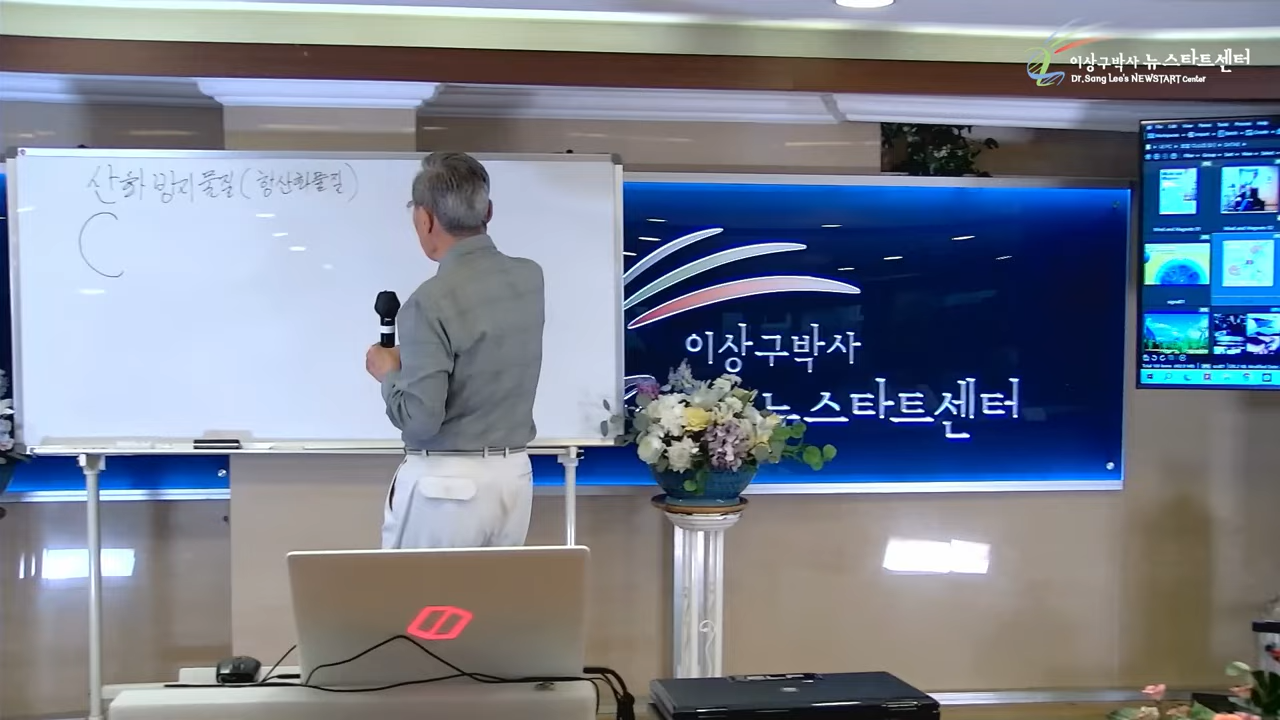 이상구박사 뉴스타트센터
Dr. Sang Lee's NEWSTART Center
산화방지물질(항산화물질)
C
이상구박사
뉴스타트센터